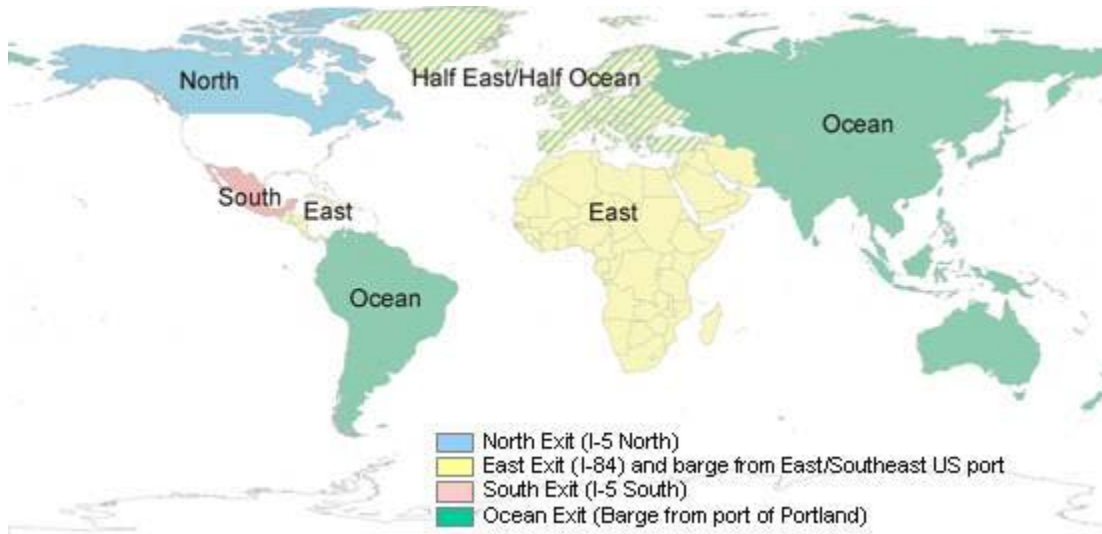 North
Half East/Half Ocean
Ocean
South
East
East
Ocean
North Exit (I-5 North)
East Exit (I-84) and barge from East/Southeast US port
South Exit (I-5 South)
Ocean Exit (Barge from port of Portland)